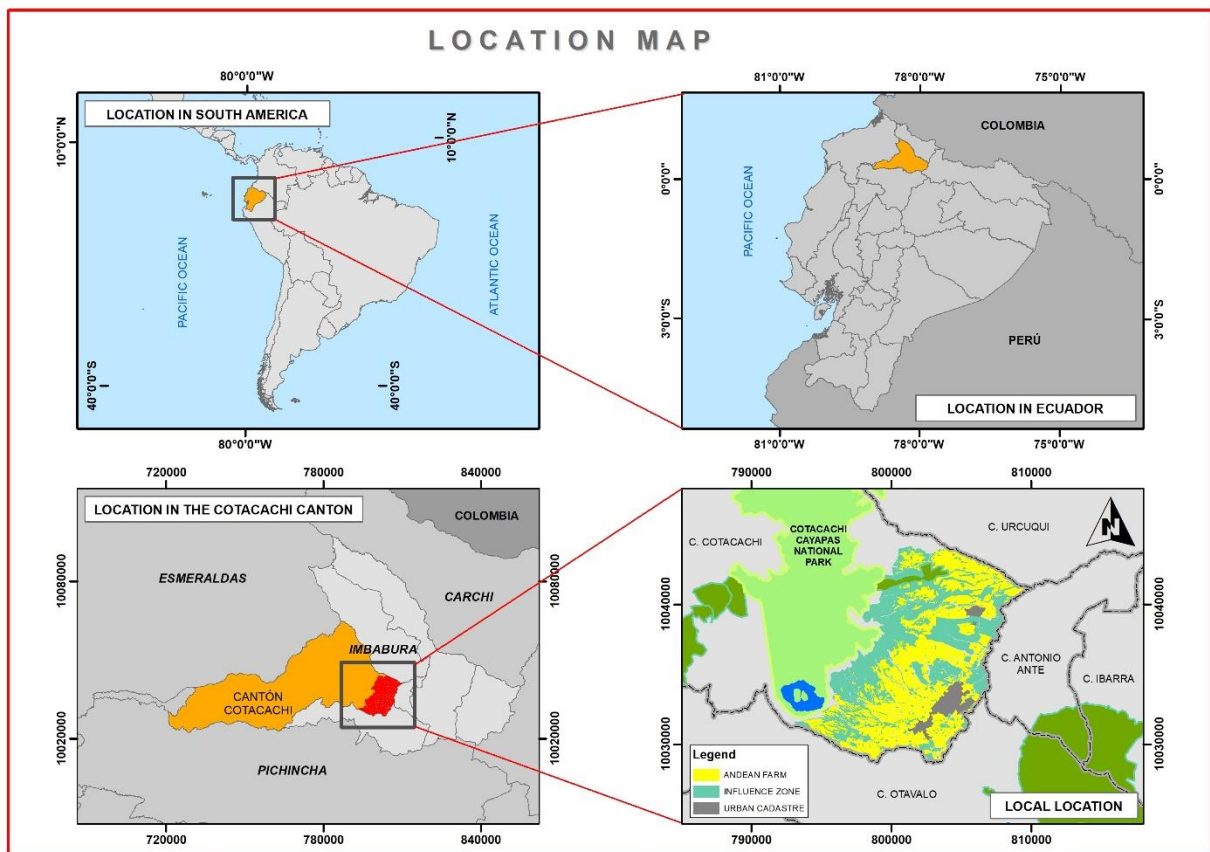 LOCATION MAP
80°0'0"W
LOCATION IN SOUTH AMERICA
10°0'0"N
10°0'0"N
PACIFIC OCEAN
ATLANTIC OCEAN
40°0'0"S
40°0'0"S
80°0'0"W
81°0'0"W
78°0'0"W
75°0'0"W
COLOMBIA
0°0'0"
0°0'0"
PACIFIC OCEAN
3°0'0"S
3°0'0"S
PERÚ
LOCATION IN ECUADOR
81°0'0"W
78°0'0"W
75°0'0"W
720000
780000
840000
LOCATION IN THE COTACACHI CANTON
COLOMBIA
10080000
10080000
ESMERALDAS
CARCHI
IMBABURA
CANTÓN
COTACACHI
10020000
10020000
PICHINCHA
720000
780000
840000
790000
800000
810000
COTACACHI
CAYAPAS
NATIONAL
PARK
C. COTACACHI
C. URCUQUI
N
10040000
10040000
C. ANTONIO
ANTE
C. IBARRA
10030000
10030000
Legend
ANDEAN FARM
INFLUENCE ZONE
URBAN CADASTRE
C. OTAVALO
LOCAL LOCATION
790000
800000
810000